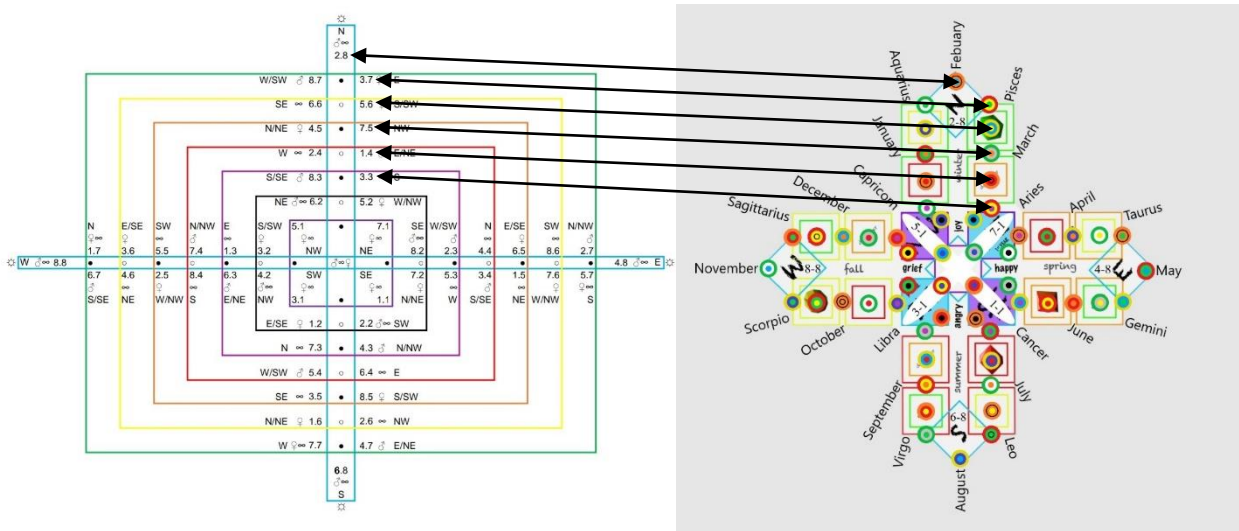 N
♂∞
2.8
W/SW ♂ 8.7 3.7 E
SE ∞ 6.6 5.6 S/SW
N/NE ♀ 4.5 7.5 NW
W ∞ 2.4 1.4 E/NE
S/SE ♂ 8.3 3.3 S
NE ♂∞ 6.2 5.2 ♀ W/NW
5.1 7.1
♀∞ ♀∞
NW NE
♂∞♀
SW SE
♀∞ ♀∞
3.1 1.1
N E/SE SW N/NW E S/SW
♀∞ ♀ ♂∞ ♂ ∞ ♀
1.7 3.6 5.5 7.4 1.3 3.2
SE W/SW N E/SE SW N/NW
♂∞ ♂ ∞ ♀ ♂∞ ♂
8.2 2.3 4.4 6.5 8.6 2.7
W ♂∞ 8.8
4.8 ♂∞ E
6.7 4.6 2.5 8.4 6.3 4.2
S/SE NE W/NW S E/NE NW
7.2 5.3 3.4 1.5 7.6 5.7
N/NE W S/SE NE W/NW S
E/SE ♀ 1.2 2.2 ♂∞ SW
N ∞ 7.3 4.3 ♂ N/NW
W/SW ♂ 5.4 6.4 ∞ E
SE ∞ 3.5 8.5 ♀ S/SW
N/NE ♀ 1.6 2.6 ∞ NW
W ♀∞ 7.7 4.7 ♂ E/NE
6.8
♂∞
S
Febuary
Aquarius
Pisces
N
2-8
January
March
winter
Capricorn
Aries
December
April
Sagittarius
Taurus
5-1
joy
7-1
November
W
8-8
fall
grief
happy
spring
4-8
E
May
3-1
angry
1-1
Scorpio
October
Libra
Cancer
June
Gemini
summer
September
July
Virgo
6-8
S
Leo
August